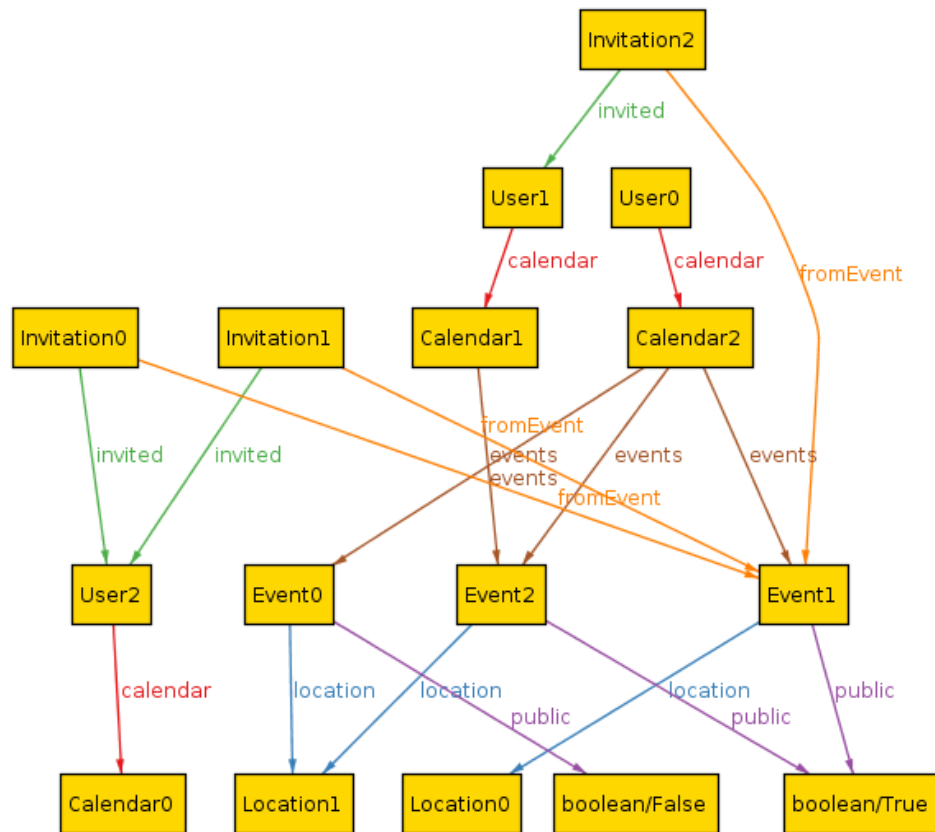 Invitation2
invited
User1
User0
calendar
calendar
fromEvent
Invitation0
Invitation1
Calendar1
Calendar2
fromEvent
invited
invited
events
events
events
events
fromEvent
User2
Event0
Event2
Event1
calendar
location
location
location
public
public
public
Calendar0
Location1
Location0
boolean/False
boolean/True